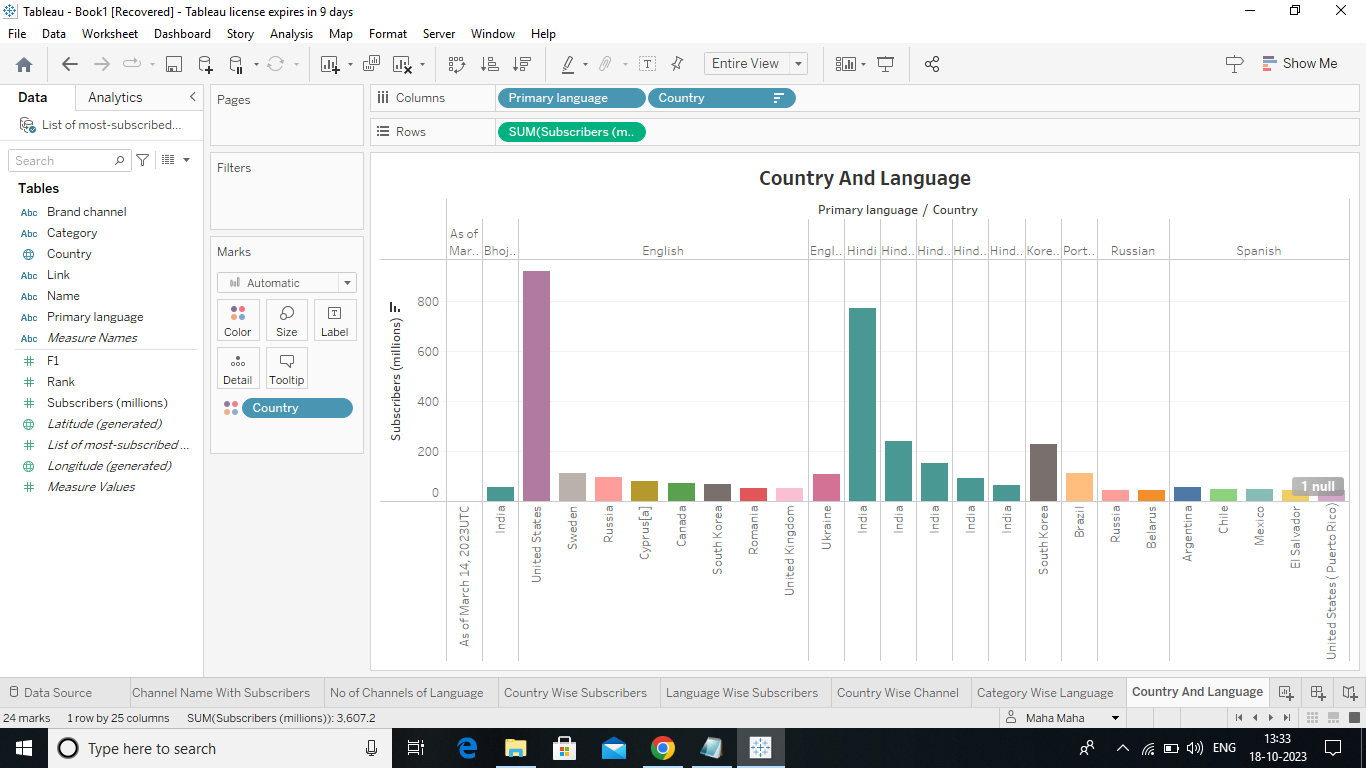 Tableau - Book1 [Recovered] - Tableau license expires in 9 days
File Data Worksheet Dashboard Story Analysis Map Format Server Window Help
Entire View
Show Me
Data Analytics
List of most-subscribed...
Search
Tables
Abc Brand channel
Abc Category
Country
Abc Link
Abc Name
Abc Primary language
Abc Measure Names
F1
Rank
Subscribers (millions)
Latitude (generated)
List of most-subscribed ...
Longitude (generated)
Measure Values
Pages
Filters
Marks
Automatic
Color Size Label
Detail Tooltip
Country
Columns Primary language Country
Rows SUM(Subscribers (m..
Country And Language
Primary language / Country
As of
Mar.. Bhoj.. English Engl.. Hindi Hind.. Hind.. Hind.. Hind.. Kore.. Port.. Russian Spanish
Subscribers (millions)
800
600
400
200
0
1 null
As of March 14, 2023UTC
India
United States
Sweden
Russia
Cyprus[a]
Canada
South Korea
Romania
United Kingdom
Ukraine
India
India
India
India
India
South Korea
Brazil
Russia
Belarus
Argentina
Chile
Mexico
El Salvador
United States ( Puerto Rico)
Data Source Channel Name With Subscribers No of Channels of Language Country Wise Subscribers Language Wise Subscribers Country Wise Channel Category Wise Language Country And Language
24 marks 1 row by 25 columns SUM(Subscribers (millions)): 3,607.2 Maha Maha
Type here to search
ENG
13:33
18-10-2023